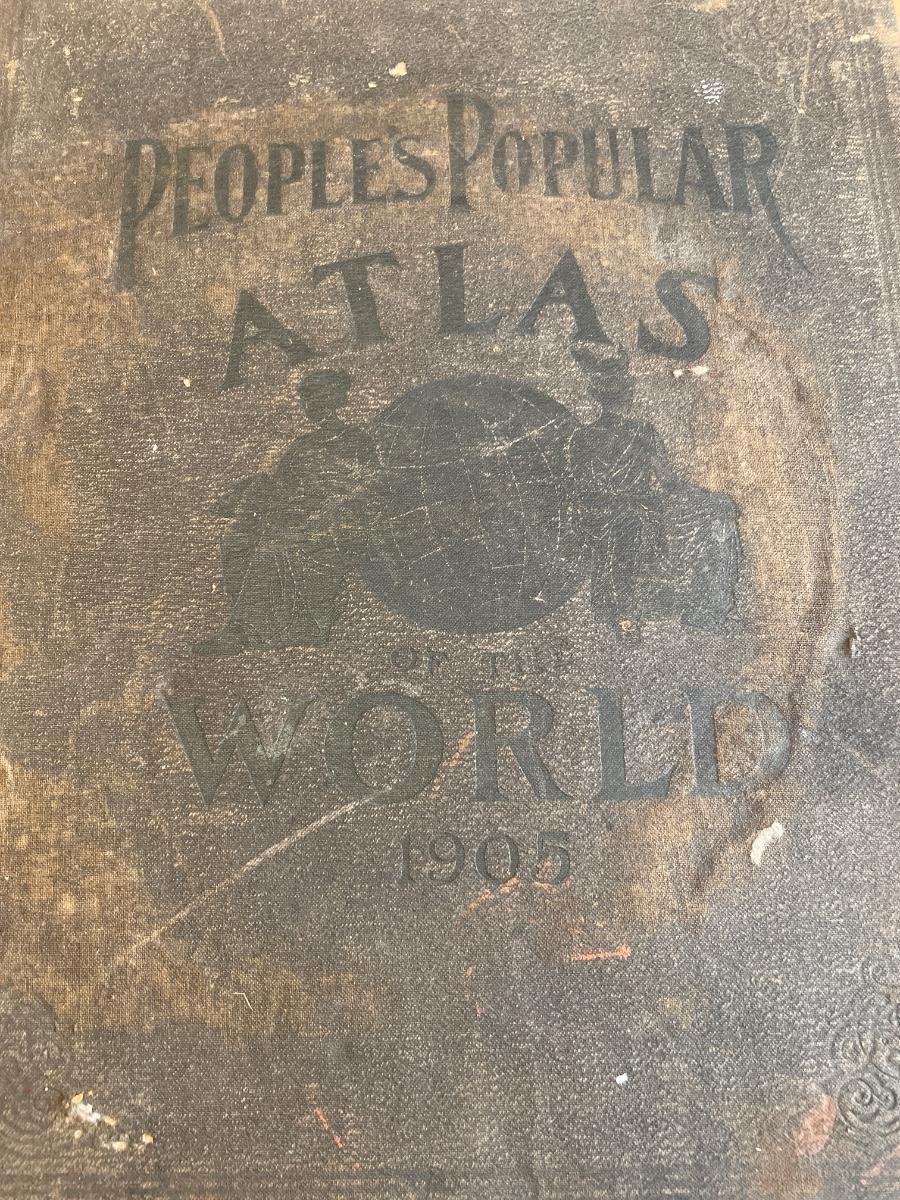 PEOPLE'S POPULAR
ATLAS
OF THE
WORLD
1905